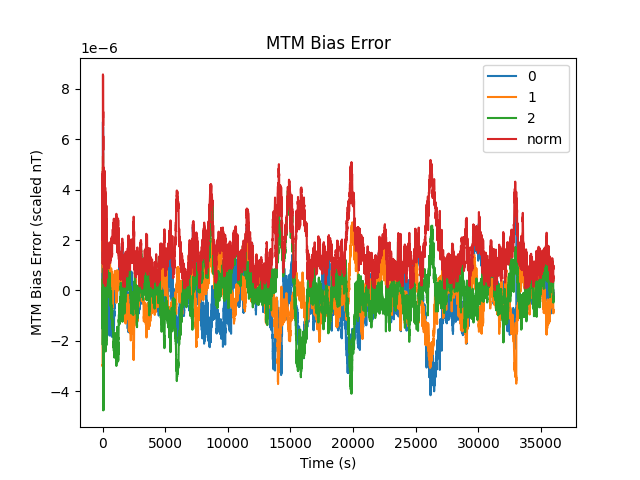 MTM Bias Error
1e−6
8
6
4
2
0
−2
−4
0 5000 10000 15000 20000 25000 30000 35000
Time (s)
MTM Bias Error (scaled nT)
0
1
2
norm